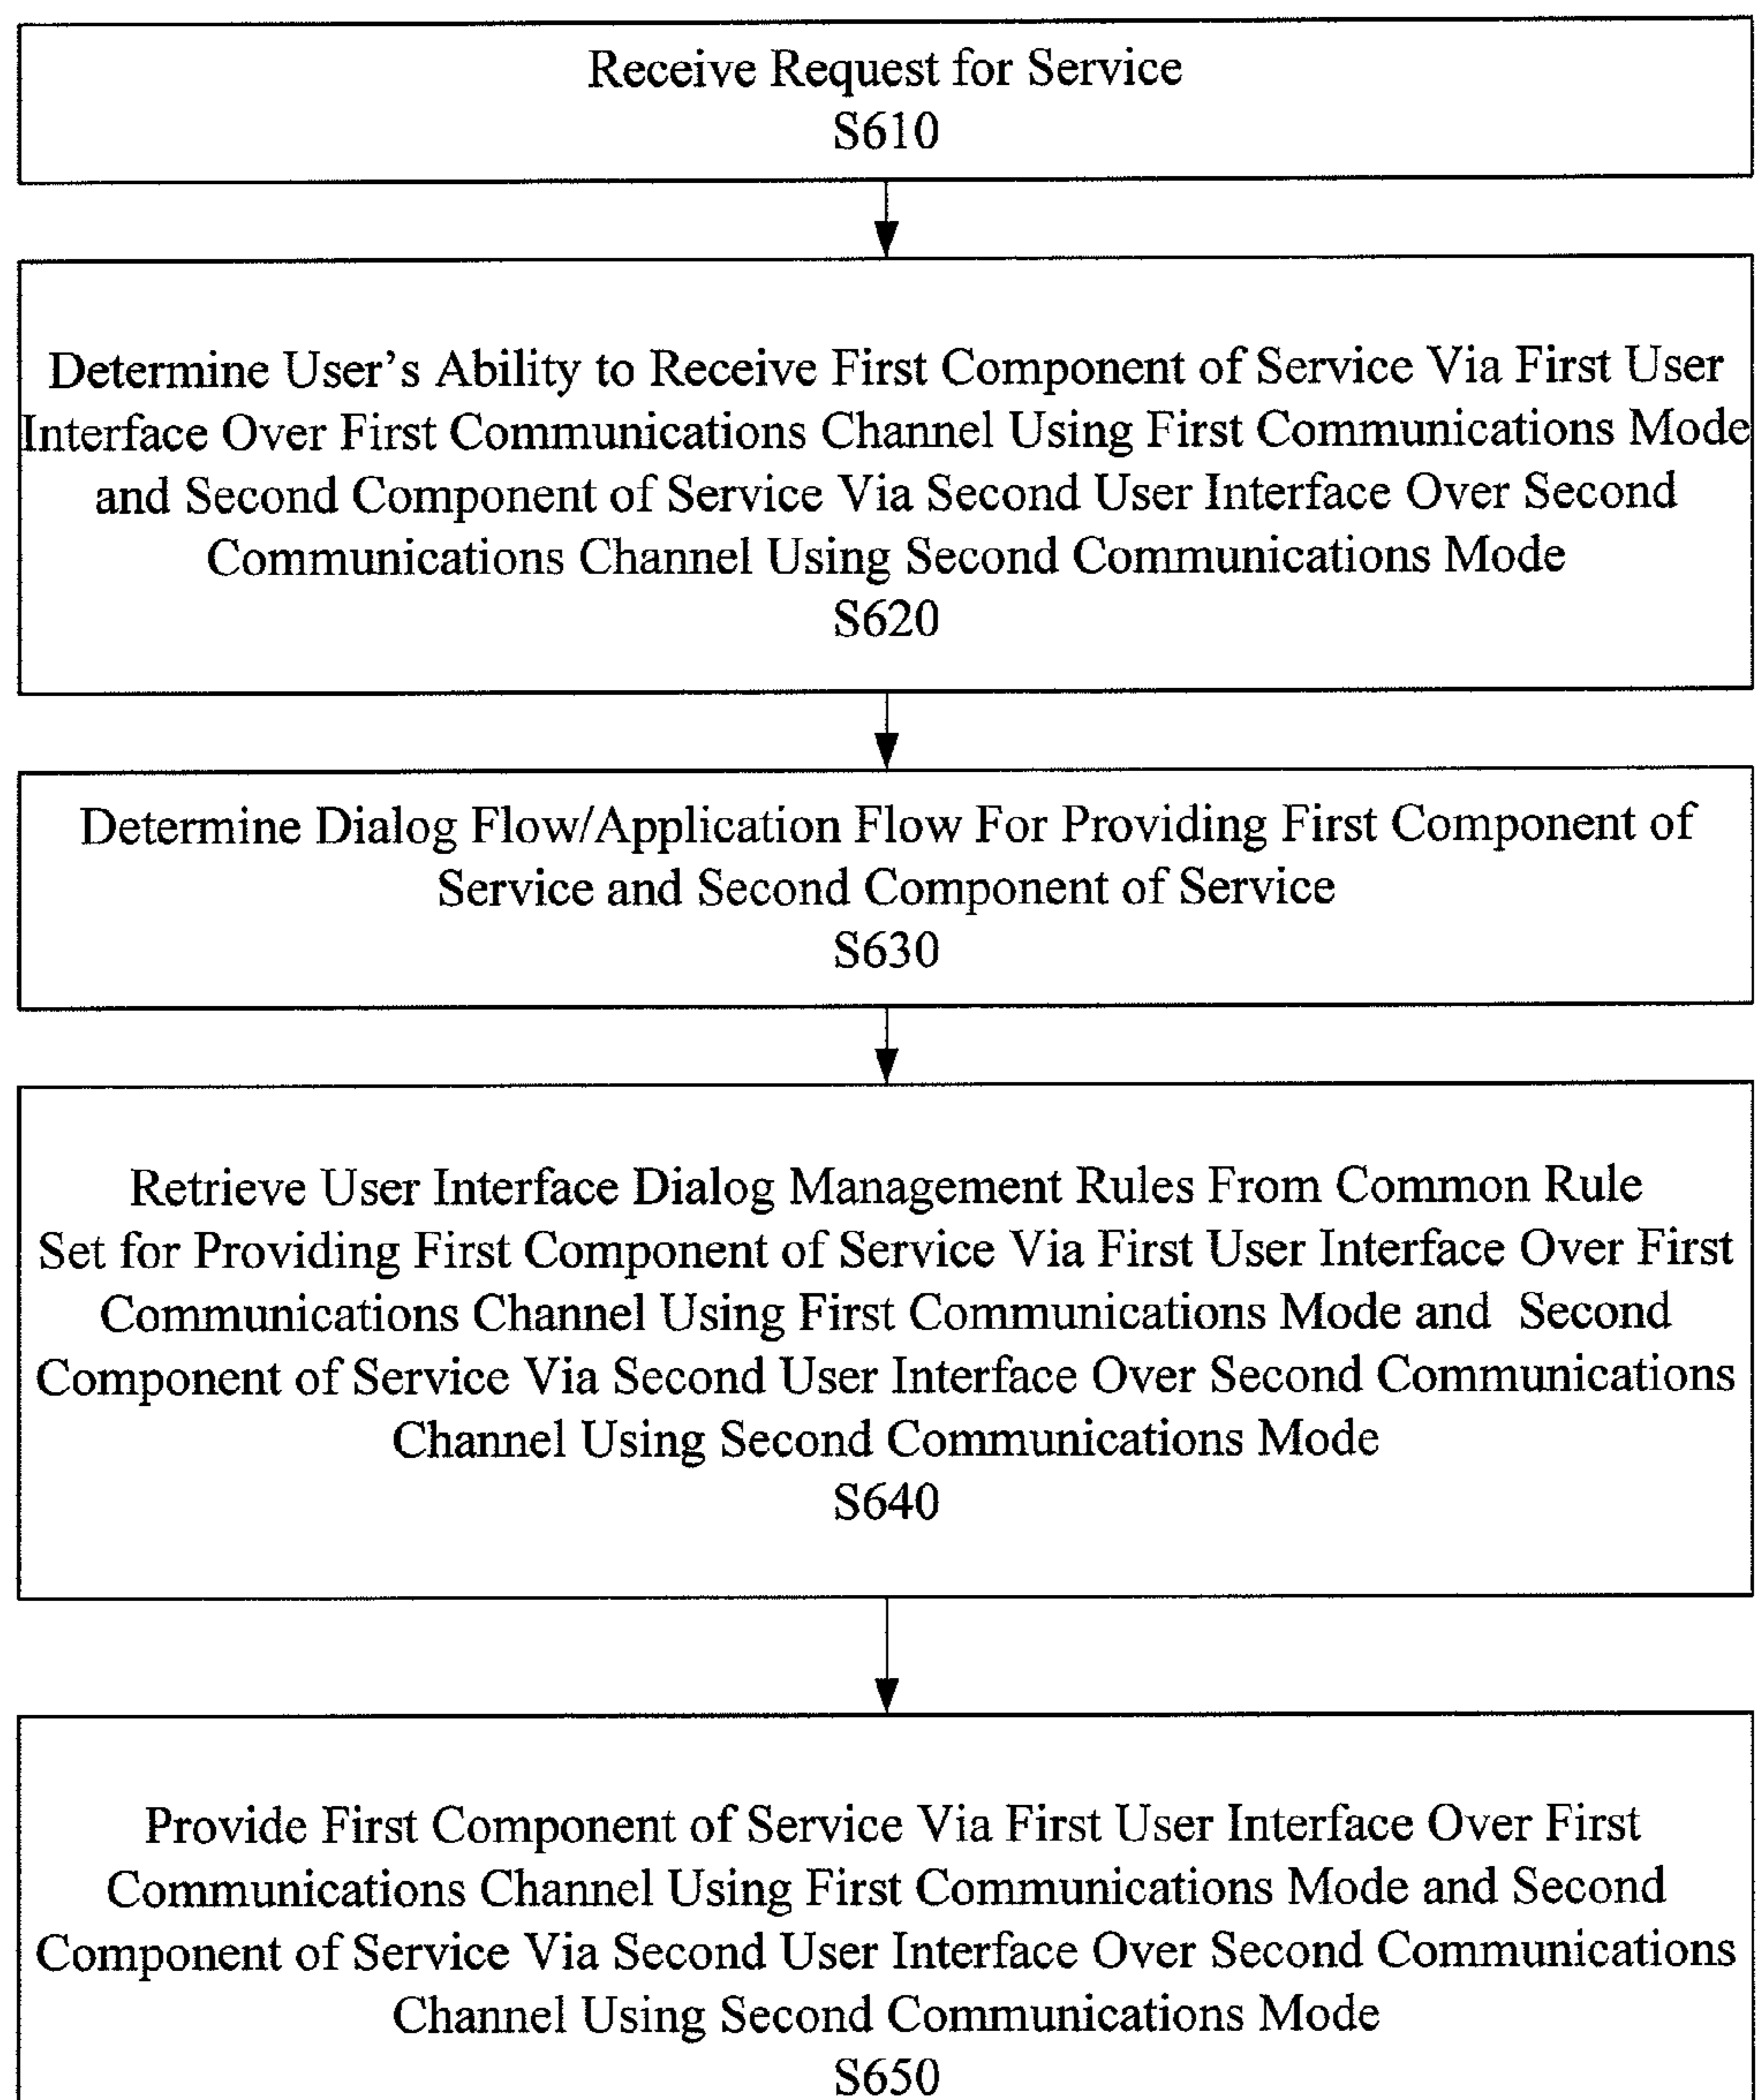 Receive Request for Service
S610
Determine User's Ability to Receive First Component of Service Via First User
Interface Over First Communications Channel Using First Communications Mode
and Second Component of Service Via Second User Interface Over Second
Communications Channel Using Second Communications Mode
S620
Determine Dialog Flow/Application Flow For Providing First Component of
Service and Second Component of Service
S630
Retrieve User Interface Dialog Management Rules From Common Rule
Set for Providing First Component of Service Via First User Interface Over First
Communications Channel Using First Communications Mode and Second
Component of Service Via Second User Interface Over Second Communications
Channel Using Second Communications Mode
S640
Provide First Component of Service Via First User Interface Over First
Communications Channel Using First Communications Mode and Second
Component of Service Via Second User Interface Over Second Communications
Channel Using Second Communications Mode
S650